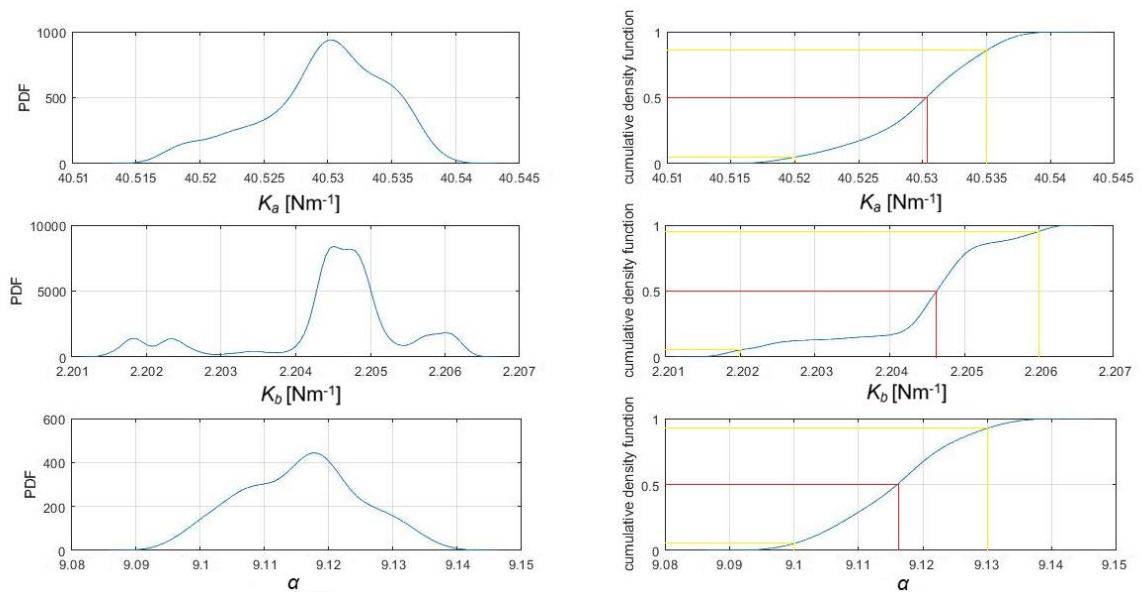 PDF
1000
500
0
40.51 40.515 40.52 40.525 40.53 40.535 40.54 40.545
Ka [Nm-1]
cumulative density function
1
0.5
0
40.51 40.515 40.52 40.525 40.53 40.535 40.54 40.545
Ka [Nm-1]
PDF
10000
5000
0
2.201 2.202 2.203 2.204 2.205 2.206 2.207
Kb [Nm-1]
cumulative density function
1
0.5
0
2.201 2.202 2.203 2.204 2.205 2.206 2.207
Kb [Nm-1]
PDF
600
400
200
0
9.08 9.09 9.1 9.11 9.12 9.13 9.14 9.15
α
cumulative density function
1
0.5
0
9.08 9.09 9.1 9.11 9.12 9.13 9.14 9.15
α